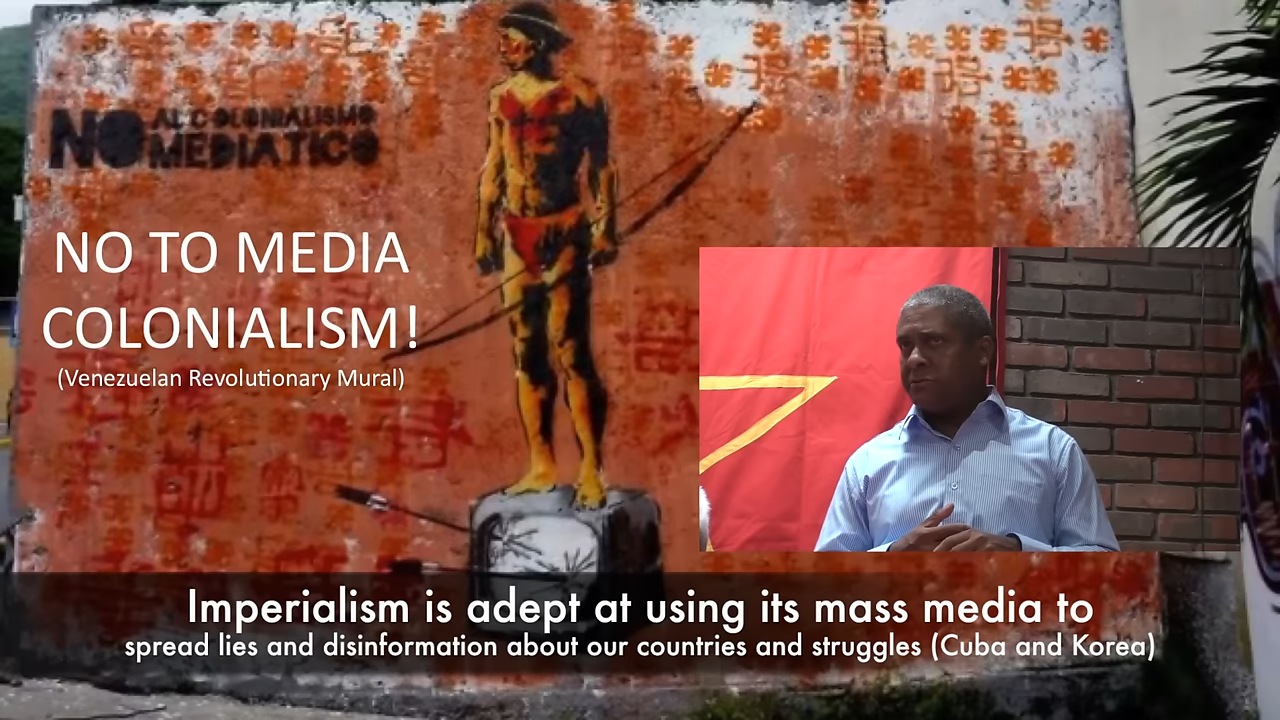 NO AL COLONIALISMO
MEDIATICO
NO TO MEDIA
COLONIALISM!
(Venezuelan Revolutionary Mural)
Imperialism is adept at using its mass media to
spread lies and disinformation about our countries and struggles (Cuba and Korea)